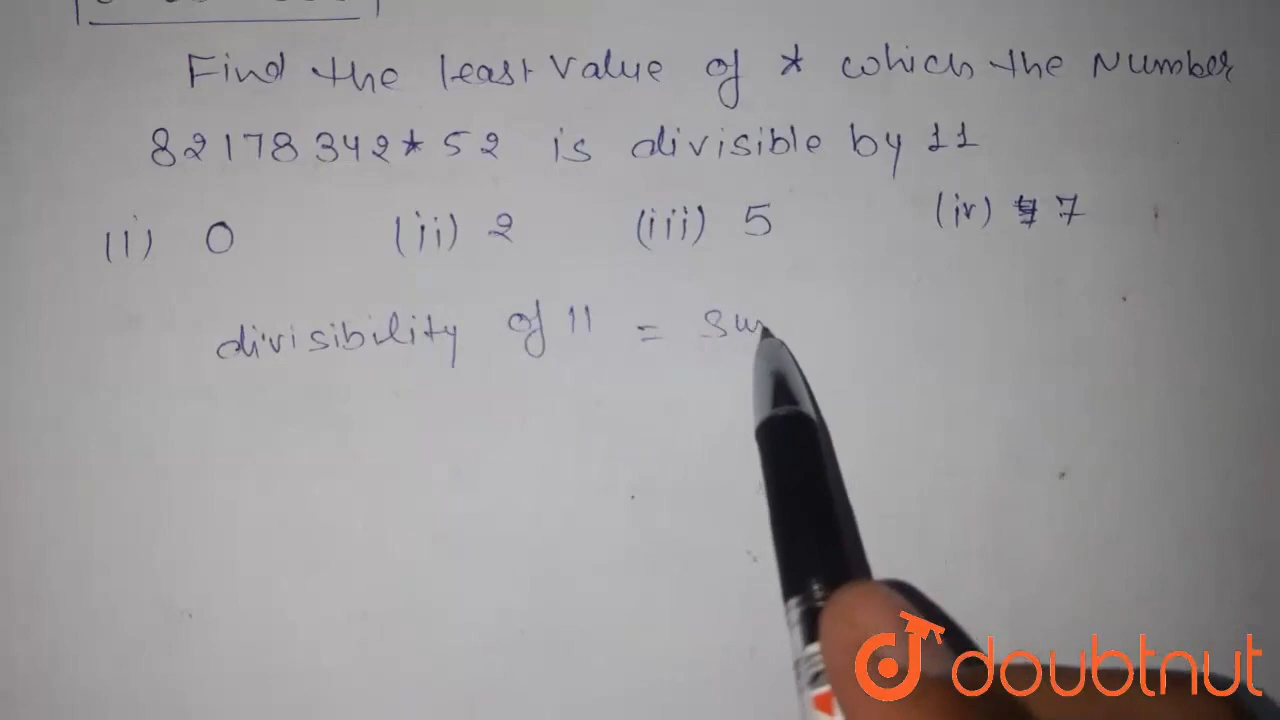 Find the least value of * which the Number
82178342*52 is divisible by 11
(i) 0 (ii) 2 (iii) 5 (iv) 7
divisibility of 11 = su
doubtnut